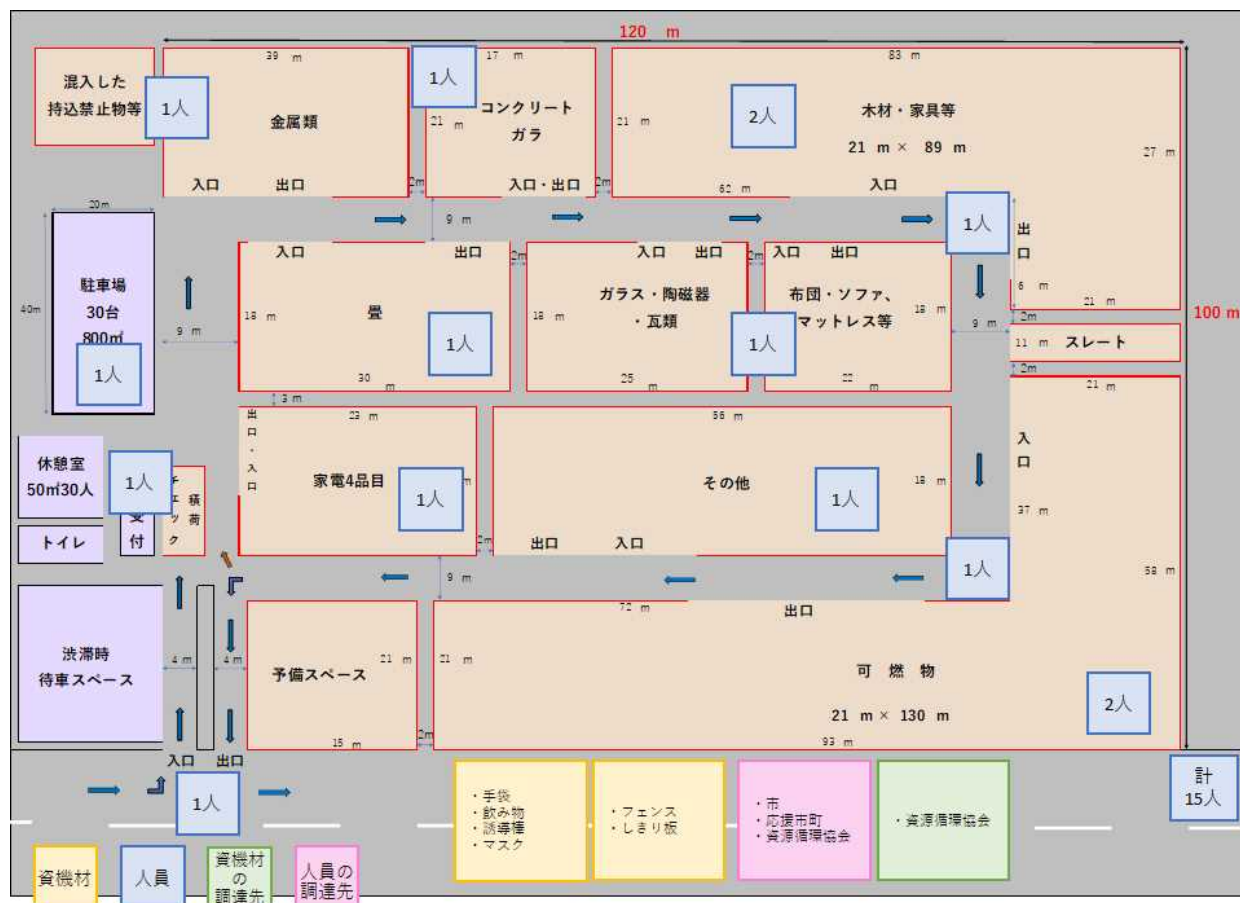 120 m
39 m
17 m
83 m
混入した
持込禁止物等
1人
金属類
1人
コンクリート
ガラ
21 m
21 m
2人
木材・家具等
21 m × 89 m
27 m
入口 出口
2m
入口・出口
2m
62 m
入口
20m
9 m
1人
出口
駐車場
30台
800㎡
1人
40m
9 m
入口 出口
畳
18 m
30 m
1人
2m
入口 出口
ガラス・陶磁器
・瓦類
18 m
25 m
2m
1人
入口 出口
布団・ソファ、
マットレス等
18 m
22 m
9 m
6 m
21 m
2m
11 m スレート
2m
21 m
100 m
3 m
休憩室
50㎡30人
トイレ
1人
受付
積荷
チェック
出口・入口
23 m
家電4品目
m
1人
2m
56 m
その他
1人
18 m
出口 入口
入口
37 m
1人
58 m
9 m
渋滞時
待車スペース
4 m
4 m
予備スペース
21 m
15 m
2m
72 m
出口
21 m
可燃物
21 m × 130 m
93 m
2人
入口 出口
1人
・手袋
・飲み物
・誘導棒
・マスク
・フェンス
・しきり板
・市
・応援市町
・資源循環協会
・資源循環協会
計
15人
資機材
人員
資機材
の
調達先
人員の
調達先